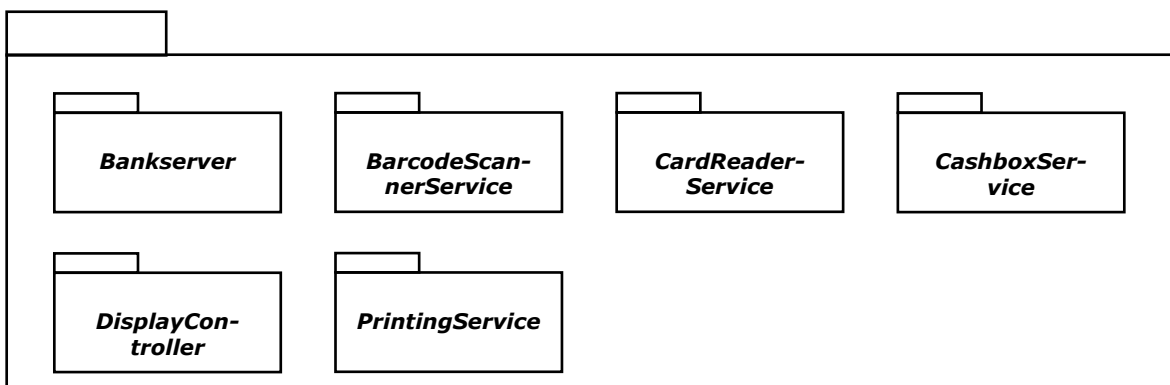 Bankserver
BarcodeScan-
nerService
CardReader-
Service
CashboxSer-
vice
DisplayCon-
troller
PrintingService